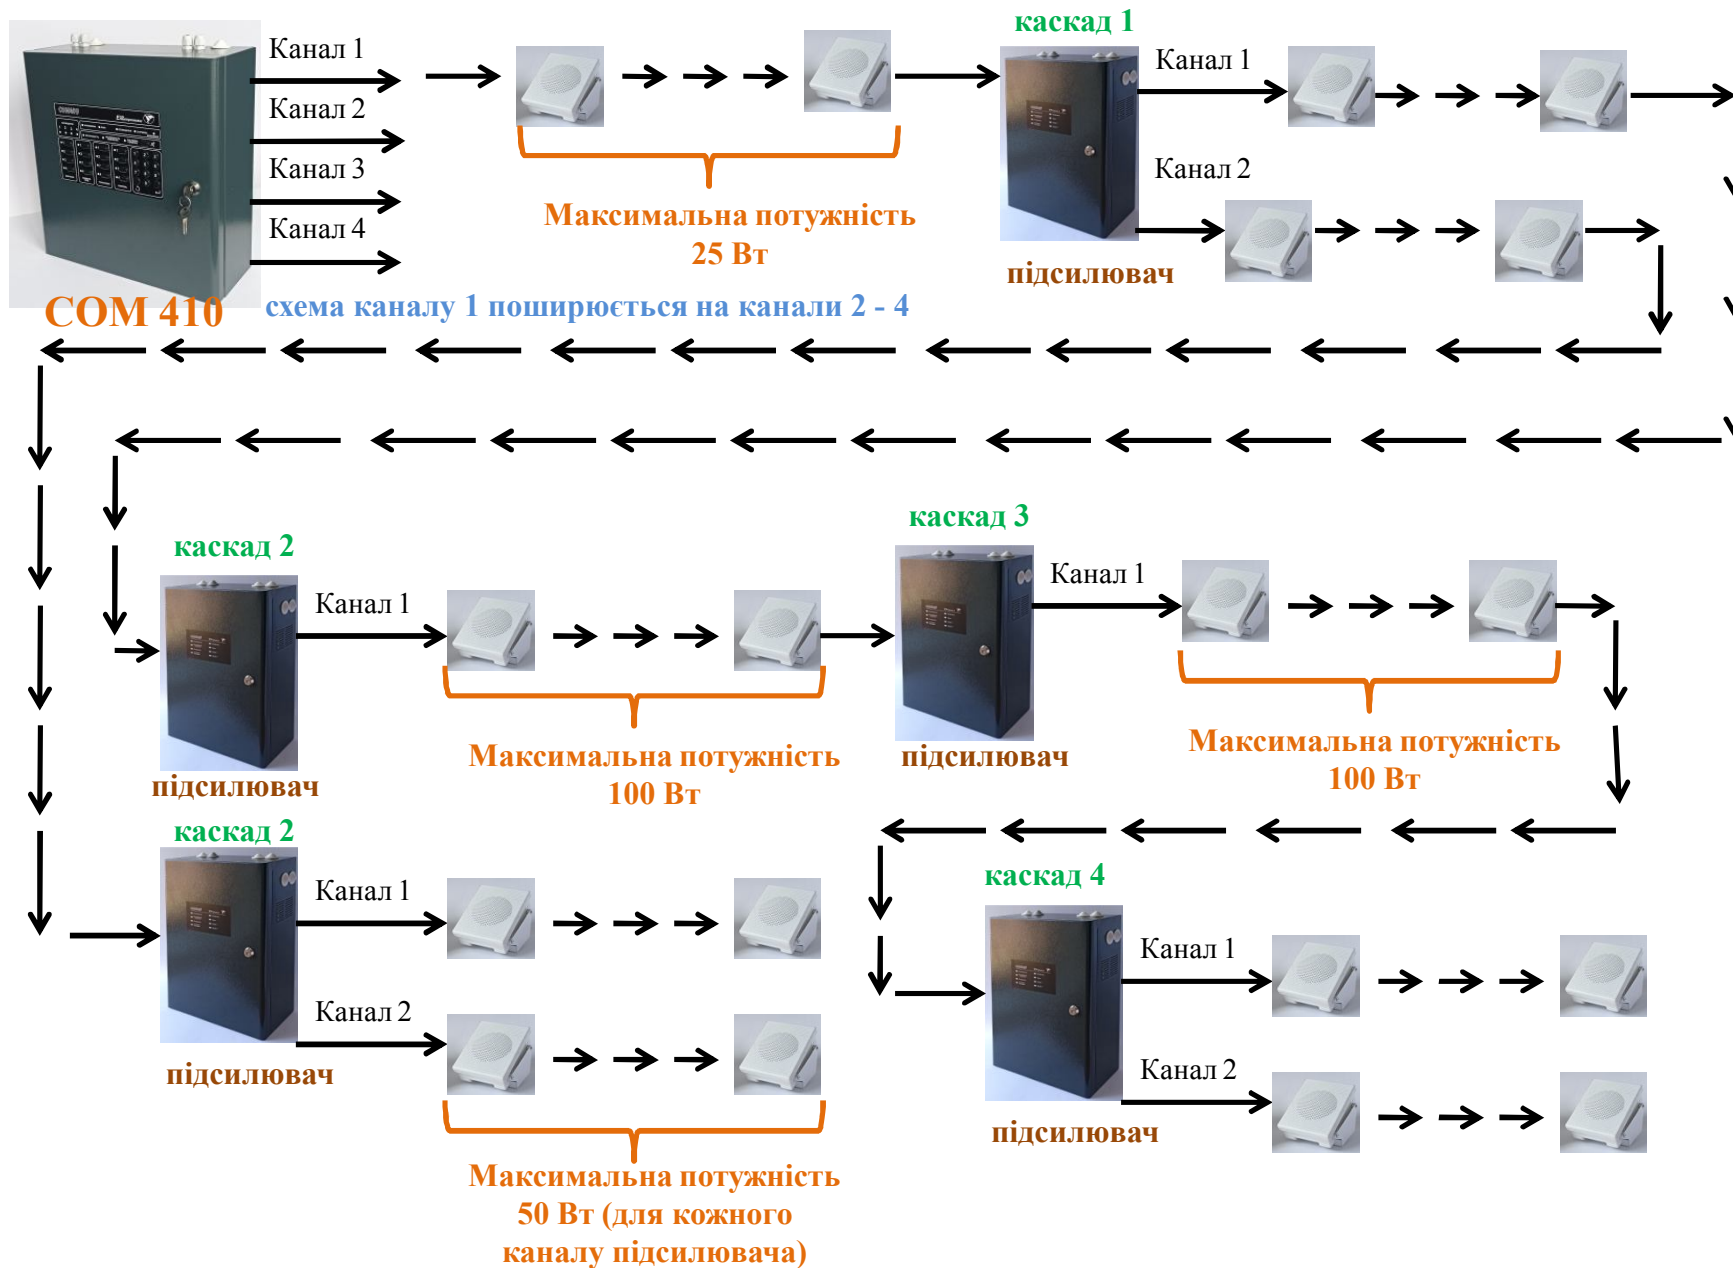 Канал 1
Канал 2
Канал 3
Канал 4
СОМ 410
схема каналу 1 поширюється на канали 2 - 4
Максимальна потужність
25 Вт
каскад 1
Канал 1
Канал 2
підсилювач
каскад 2
Канал 1
Максимальна потужність
100 Вт
підсилювач
каскад 3
Канал 1
Максимальна потужність
100 Вт
підсилювач
каскад 2
Канал 1
Канал 2
підсилювач
Максимальна потужність
50 Вт (для кожного
каналу підсилювача)
каскад 4
Канал 1
Канал 2
підсилювач